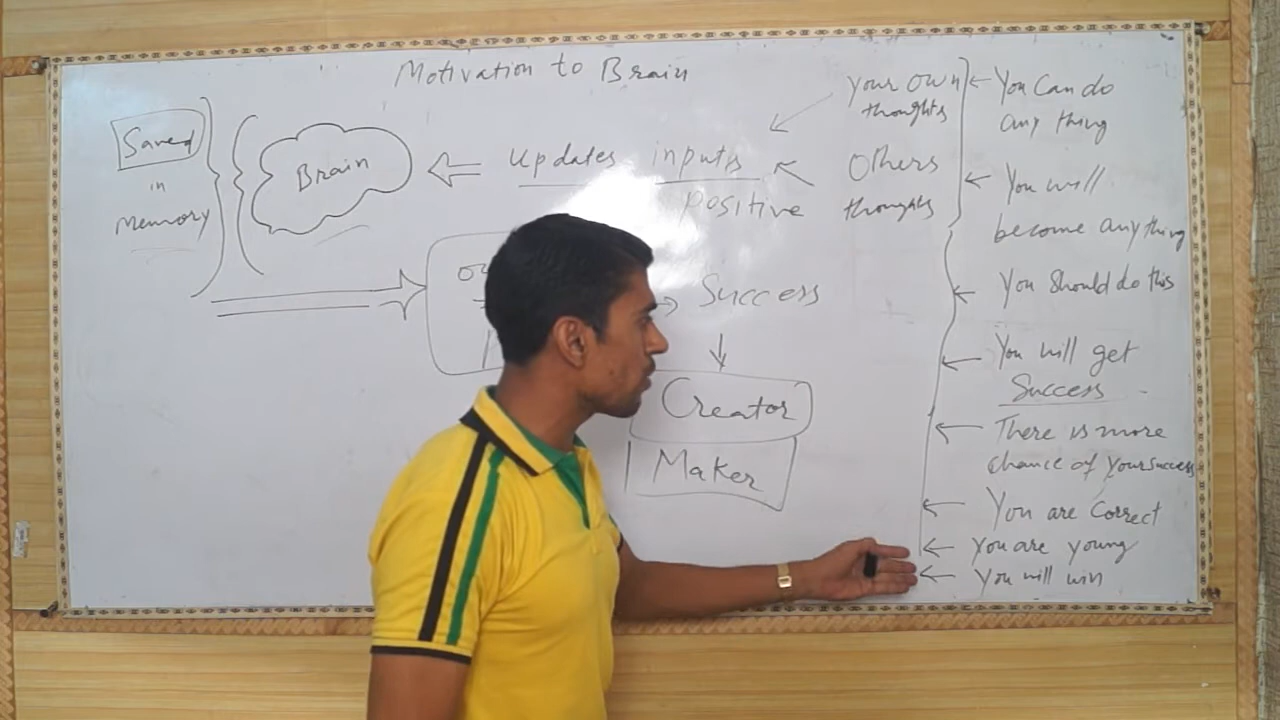 Motivation to Brain
Saved
in
Memory
Brain
Updates inputs
positive
your own
thoughts
Others
thoughts
Success
Creator
Maker
You Can do
any thing
You will
become any thing
You Should do this
You will get
Success
There is more
chance of your success
You are Correct
You are young
You will win